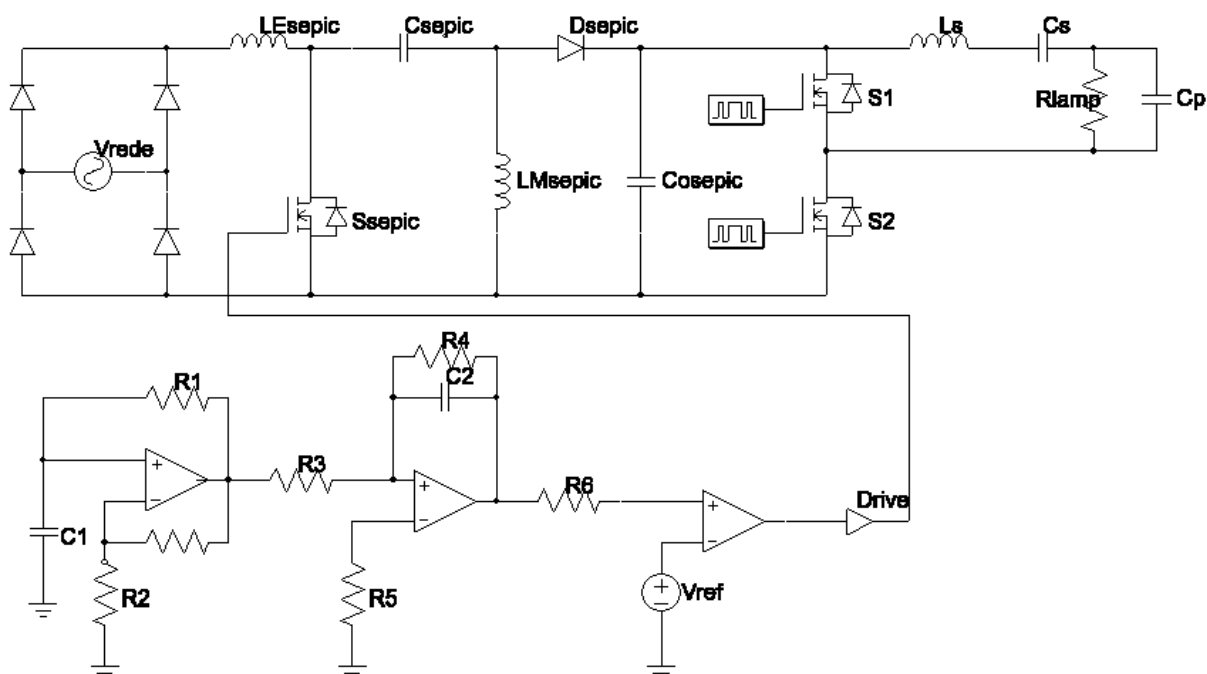 LEsepic
Csepic
Dsepic
Ls
Cs
Vrede
Ssepic
LMsepic
Cosepic
S1
S2
Rlamp
Cp
R1
R4
C2
R3
R6
Drive
C1
R2
R5
Vref